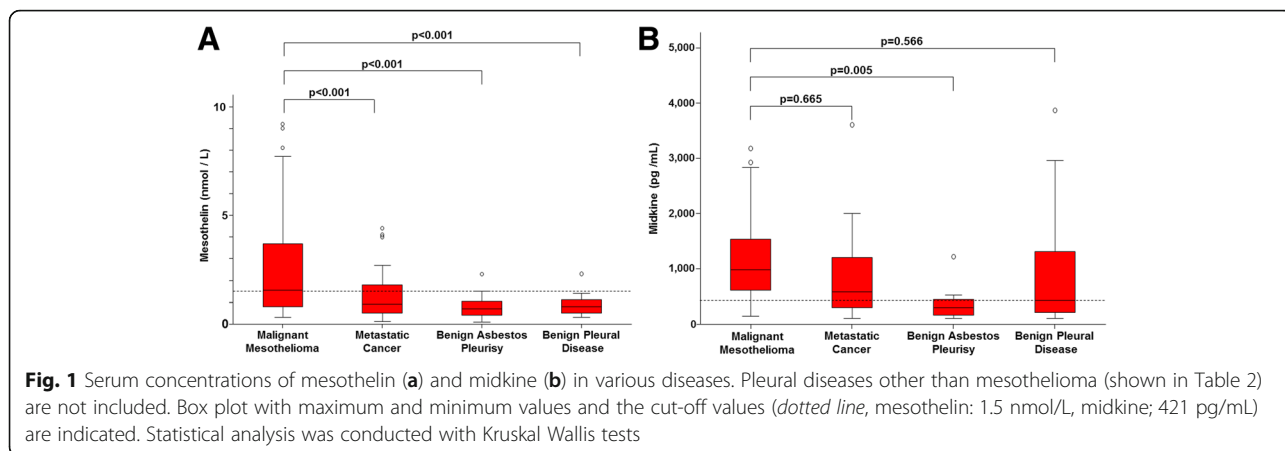 A
p<0.001
p<0.001
p<0.001
10
5
0
Mesothelin (nmol / L)
Malignant Mesothelioma
Metastatic Cancer
Benign Asbestos Pleurisy
Benign Pleural Disease
B
p=0.566
p=0.005
p=0.665
5,000
4,000
3,000
2,000
1,000
0
Midkine (pg /mL)
Malignant Mesothelioma
Metastatic Cancer
Benign Asbestos Pleurisy
Benign Pleural Disease
Fig. 1 Serum concentrations of mesothelin (a) and midkine (b) in various diseases. Pleural diseases other than mesothelioma (shown in Table 2)
are not included. Box plot with maximum and minimum values and the cut-off values (dotted line, mesothelin: 1.5 nmol/L, midkine; 421 pg/mL)
are indicated. Statistical analysis was conducted with Kruskal Wallis tests